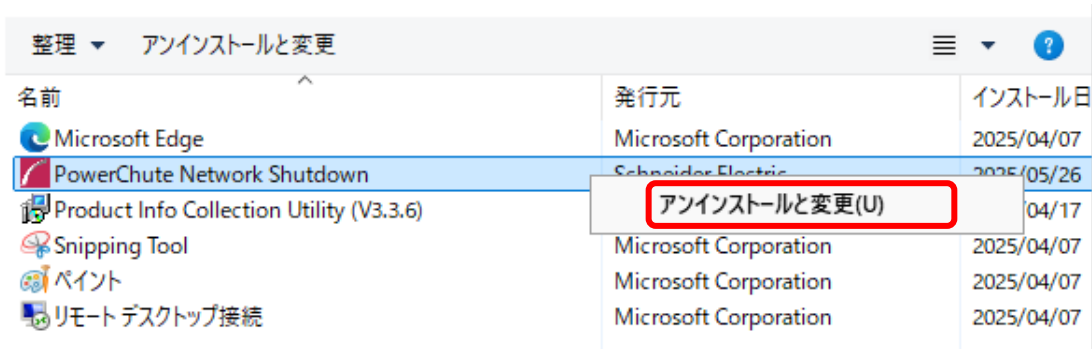 整理 アンインストールと変更
名前 発行元 インストール日
Microsoft Edge Microsoft Corporation 2025/04/07
PowerChute Network Shutdown Schneider Electric 2025/05/26
アンインストールと変更(U)
Product Info Collection Utility (V3.3.6) /04/17
Snipping Tool Microsoft Corporation 2025/04/07
ペイント Microsoft Corporation 2025/04/07
リモート デスクトップ接続 Microsoft Corporation 2025/04/07